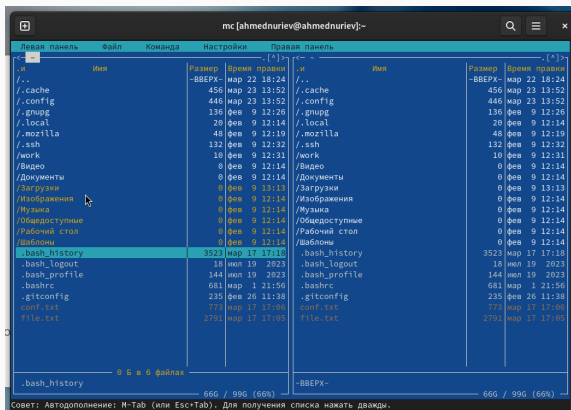 mc [ahmednuriev@ahmednuriev]:~
Левая панель Файл Команда Настройки Правая панель
<- ~ .[^]> <- ~ .[^]>
.и Имя Размер Время правки .и Имя Размер Время правки
/.. -ВВЕРХ- мар 22 18:24 /.. -ВВЕРХ- мар 22 18:24
/.cache 456 мар 23 13:52 /.cache 456 мар 23 13:52
/.config 446 мар 23 13:52 /.config 446 мар 23 13:52
/.gnupg 136 фев 9 12:26 /.gnupg 136 фев 9 12:26
/.local 20 фев 9 12:14 /.local 20 фев 9 12:14
/.mozilla 48 фев 9 12:19 /.mozilla 48 фев 9 12:19
/.ssh 132 фев 9 12:32 /.ssh 132 фев 9 12:32
/work 10 фев 9 12:31 /work 10 фев 9 12:31
/Видео 0 фев 9 12:14 /Видео 0 фев 9 12:14
/Документы 0 фев 9 12:14 /Документы 0 фев 9 12:14
/Загрузки 0 фев 9 13:13 /Загрузки 0 фев 9 13:13
/Изображения 0 фев 9 12:14 /Изображения 0 фев 9 12:14
/Музыка 0 фев 9 12:14 /Музыка 0 фев 9 12:14
/Общедоступные 0 фев 9 12:14 /Общедоступные 0 фев 9 12:14
/Рабочий стол 0 фев 9 12:14 /Рабочий стол 0 фев 9 12:14
/Шаблоны 0 фев 9 12:14 /Шаблоны 0 фев 9 12:14
.bash_history 3523 мар 17 17:18 .bash_history 3523 мар 17 17:18
.bash_logout 18 июл 19 2023 .bash_logout 18 июл 19 2023
.bash_profile 144 июл 19 2023 .bash_profile 144 июл 19 2023
.bashrc 681 мар 1 21:56 .bashrc 681 мар 1 21:56
.gitconfig 235 фев 26 11:38 .gitconfig 235 фев 26 11:38
conf.txt 773 мар 17 17:06 conf.txt 773 мар 17 17:06
file.txt 2791 мар 17 17:05 file.txt 2791 мар 17 17:05
0 Б в 6 файлах
.bash_history -ВВЕРХ-
66G / 99G (66%) 66G / 99G (66%)
Совет: Автодополнение: M-Tab (или Esc+Tab). Для получения списка нажать дважды.